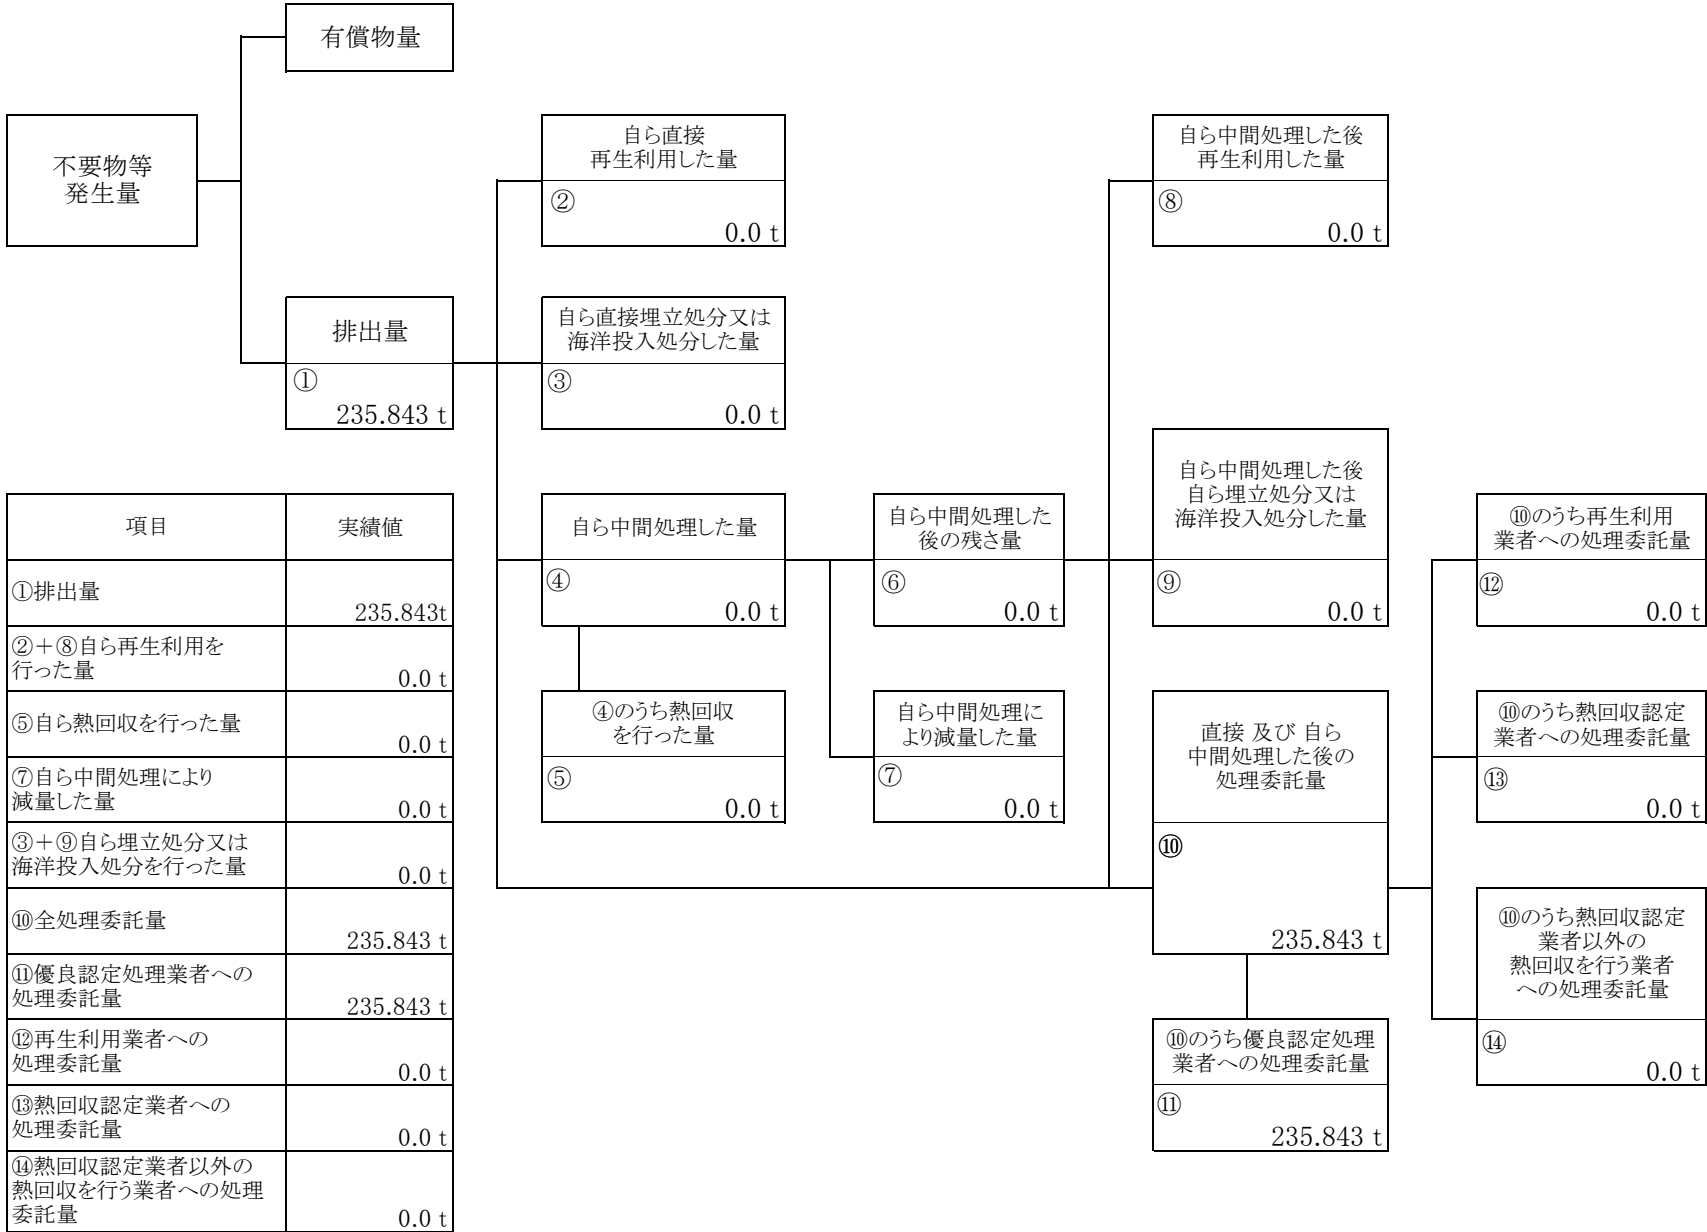 有償物量
不要物等
発生量
自ら直接
再生利用した量
②
0.0 t
自ら中間処理した後
再生利用した量
⑧
0.0 t
排出量
①
235.843 t
自ら直接埋立処分又は
海洋投入処分した量
③
0.0 t
自ら中間処理した量
④
0.0 t
自ら中間処理した
後の残さ量
⑥
0.0 t
自ら中間処理した後
自ら埋立処分又は
海洋投入処分した量
⑨
0.0 t
⑩のうち再生利用
業者への処理委託量
⑫
0.0 t
④のうち熱回収
を行った量
⑤
0.0 t
自ら中間処理に
より減量した量
⑦
0.0 t
直接 及び 自ら
中間処理した後の
処理委託量
⑩
235.843 t
⑩のうち熱回収認定
業者への処理委託量
⑬
0.0 t
⑩のうち熱回収認定
業者以外の
熱回収を行う業者
への処理委託量
⑭
0.0 t
⑩のうち優良認定処理
業者への処理委託量
⑪
235.843 t
項目
実績値
①排出量
235.843t
②＋⑧自ら再生利用を
行った量
0.0 t
⑤自ら熱回収を行った量
0.0 t
⑦自ら中間処理により
減量した量
0.0 t
③＋⑨自ら埋立処分又は
海洋投入処分を行った量
0.0 t
⑩全処理委託量
235.843 t
⑪優良認定処理業者への
処理委託量
235.843 t
⑫再生利用業者への
処理委託量
0.0 t
⑬熱回収認定業者への
処理委託量
0.0 t
⑭熱回収認定業者以外の
熱回収を行う業者への処理
委託量
0.0 t